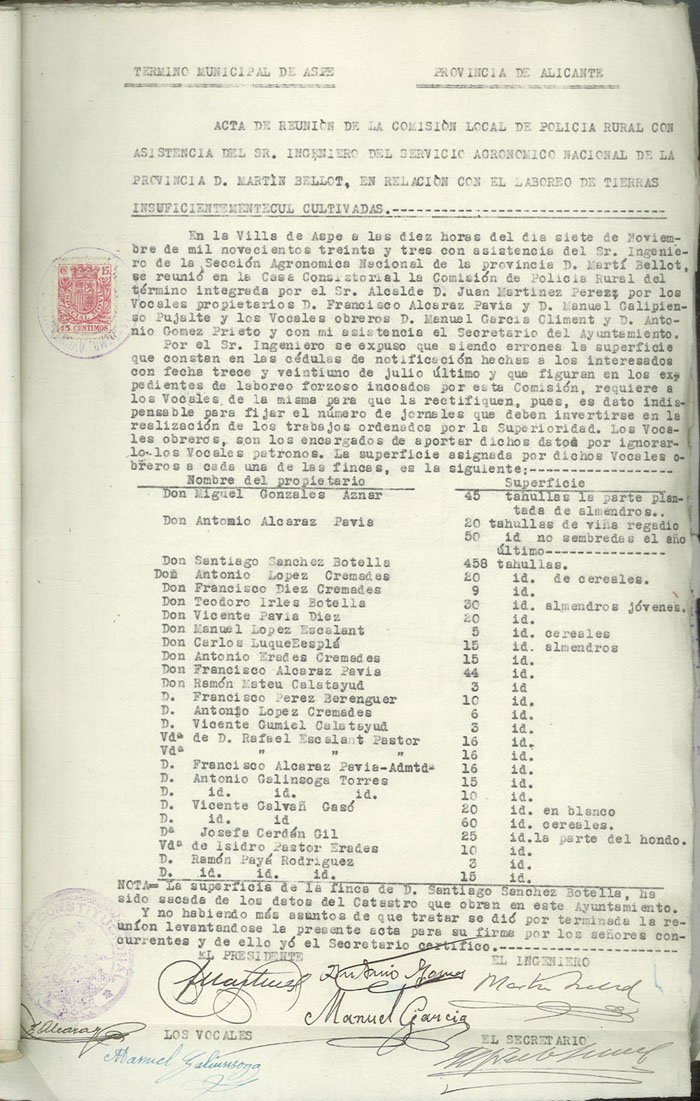 TERMINO MUNICIPAL DE ASPE PROVINCIA DE ALICANTE
ACTA DE REUNIÒN DE LA COMISIÒN LOCAL DE POLICIA RURAL CON
ASISTENCIA DEL SR. INGENIERO DEL SERVICIO AGRONOMICO NACIONAL DE LA
PROVINCIA D. MARTÌN BELLOT, EN RELACIÒN CON EL LABOREO DE TIERRAS
INSUFICIENTEMENTECUL CULTIVADAS.-----------------------------------
En la Villa de Aspe a las diez horas del dia siete de Noviem-
bre de mil novecientos treinta y tres con asistencia del Sr. Ingenie-
ro de la Sección Agronomica Nacional de la provincia D. Martí Bellot,
se reunió en la Casa Consistorial la Comisión de Policia Rural del
término integrada por el Sr. Alcalde D. Juan Martinez Perez, por los
Vocales propietarios D. Francisco Alcaraz Pavia y D. Manuel Galipien-
so Pujalte y los Vocales obreros D. Manuel Garcia Climent y D. Anto-
nio Gomez Prieto y con mi asistencia el Secretario del Ayuntamiento.
Por el Sr. Ingeniero se expuso que siendo errónea la superficie
que constan en las cédulas de notificación hechas a los interesados
con fecha trece y veintiuno de julio último y que figuran en los ex-
pedientes de laboreo forzoso incoados por esta Comisión, requiere a
los Vocales de la misma para que la rectifiquen, pues, es dato indis-
pensable para fijar el número de jornales que deben invertirse en la
realización de los trabajos ordenados por la Superioridad. Los Voca-
les obreros, son los encargados de aportar dichos datos por ignorar-
lo los Vocales patronos. La superficie asignada por dichos Vocales o-
breros a cada una de las fincas, es la siguiente:---------------
Nombre del propietario Superficie
Don Miguel Gonzales Aznar 45 tahullas la parte plan-
tada de almendros..
Don Antonio Alcaraz Pavia 20 tahullas de viña regadio
50 id no sembredas el año
último--------------
Don Santiago Sanchez Botella 458 tahullas.
Don Antonio Lopez Cremades 20 id. de cereales.
Don Francisco Diez Cremades 9 id.
Don Teodoro Irles Botella 30 id. almendros jóvenes.
Don Vicente Pavia Diez 20 id.
Don Manuel Lopez Escalant 5 id. cereales
Don Carlos LuqueEesplá 15 id. almendros
Don Antonio Erades Cremades 15 id.
Don Francisco Alcaraz Pavia 44 id.
Don Ramón Mateu Calatayud 3 id
D. Francisco Perez Berenguer 10 id.
D. Antonio Lopez Cremades 6 id.
D. Vicente Gumiel Calatayud 3 id.
Vdª de D. Rafael Escalant Pastor 16 id.
Vdª " " " 16 id.
D. Francisco Alcaraz Pavia-Admtdª 16 id.
D. Antonio Galinsoga Torres 15 id.
D. id. id. id. 10 id.
D. Vicente Galvañ Gasó 20 id. en blanco
D. id. id 60 id. cereales.
Dª Josefa Cerdán Gil 25 id.la parte del hondo.
Vdª de Isidro Pastor Erades 10 id.
D. Ramón Payá Rodriguez 3 id.
D. id. id. id. 15 id.
NOTA= La superficia de la finca de D. Santiago Sanchez Botella, ha
sido sacada de los datos del Catastro que obran en este Ayuntamiento.
Y no habiendo más asuntos de que tratar se dió por terminada la re-
uníon levantandose la presente acta para su firme por los señores con-
currentes y de ello yó el Secretario certifico.--------------------
EL PRESIDENTE EL INGENIERO
JMartinez Antonio Gomez
Manuel Garcia
F Alcaraz LOS VOCALES EL SECRETARIO
Manuel Galiensoga
15
15 CENTIMOS